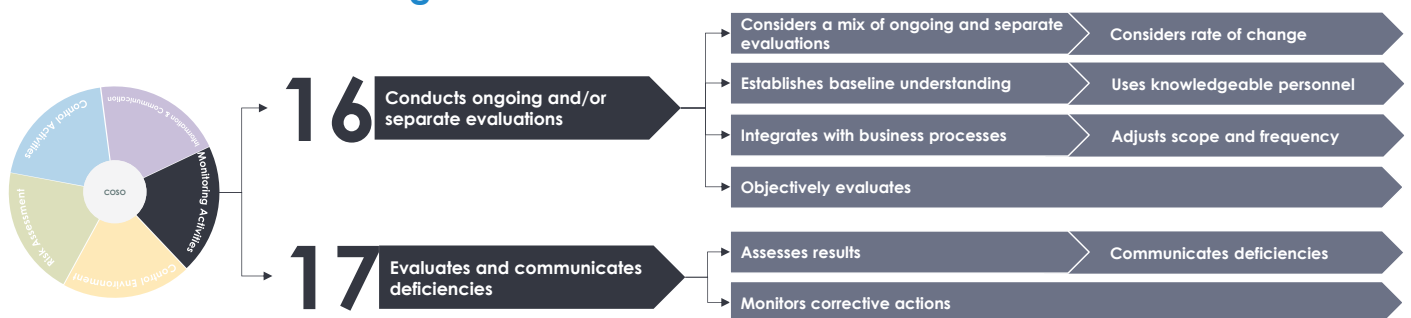 Control Activities
Information & Communication
Monitoring Activities
Control Environment
Risk Assessment
COSO
16
Conducts ongoing and/or
separate evaluations
Considers a mix of ongoing and separate
evaluations
Considers rate of change
Establishes baseline understanding
Uses knowledgeable personnel
Integrates with business processes
Adjusts scope and frequency
Objectively evaluates
17
Evaluates and communicates
deficiencies
Assesses results
Communicates deficiencies
Monitors corrective actions